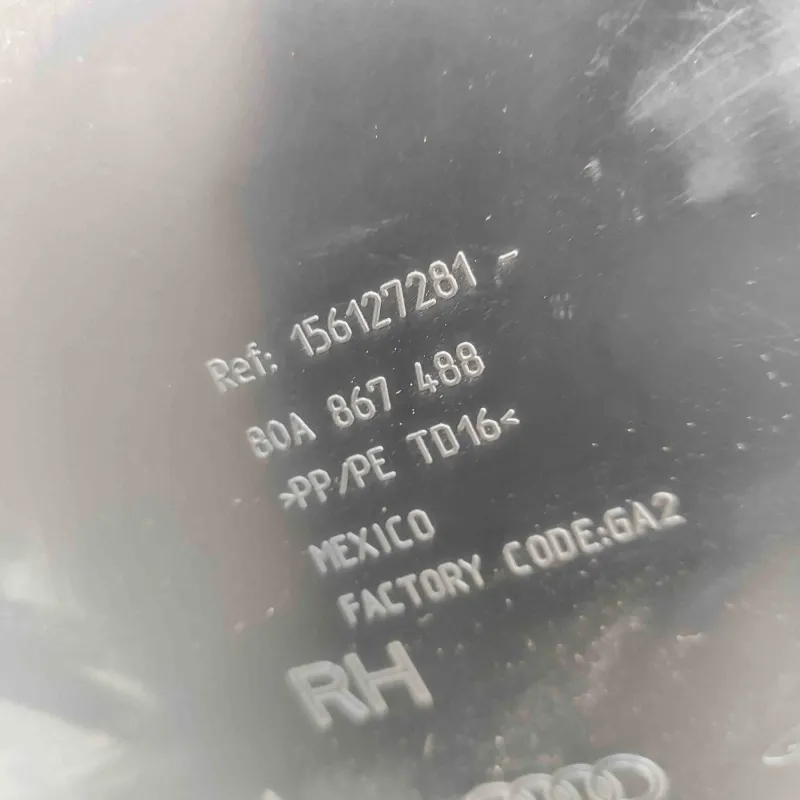 Ref: 156127281 -
80A 867 488
>PP/PE TD16<
MEXICO
FACTORY CODE:GA2
RH